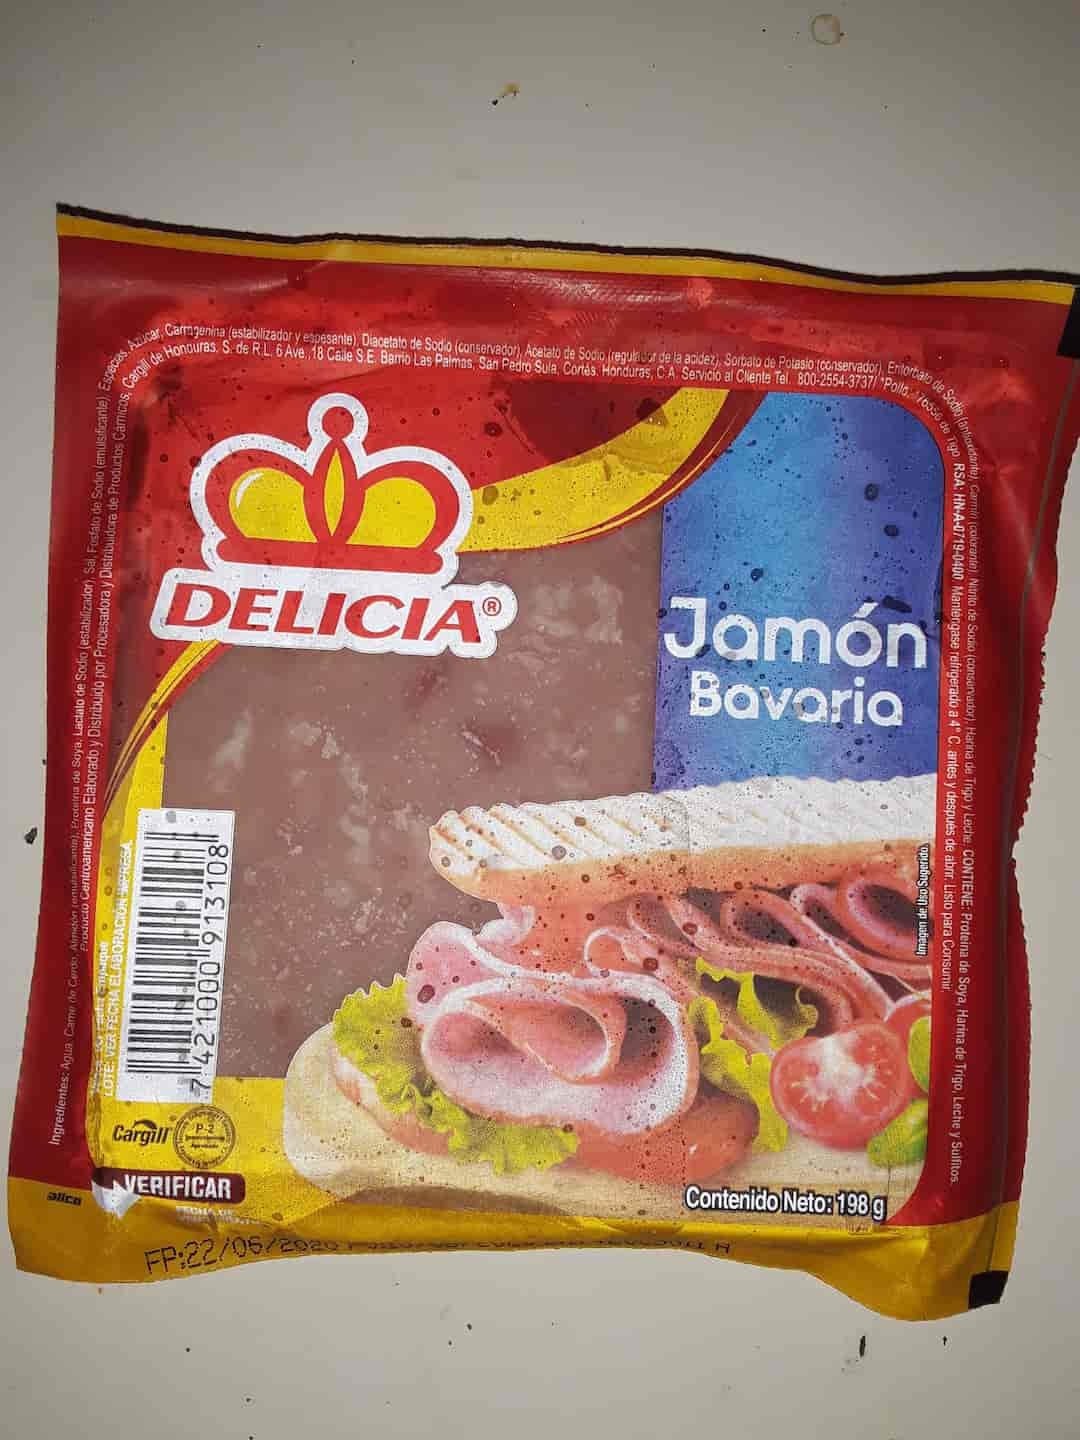 Ingredientes: Agua, Carne de Cerdo, Almidón (emulsificante), Proteína de Soya, Lactato de Sodio (estabilizador), Sal, Fosfato de Sodio (emulsificante), Especias, Azúcar, Carragenina (estabilizador y espesante), Diacetato de Sodio (conservador), Acetato de Sodio (regulador de la acidez), Sorbato de Potasio (conservador), Eritorbato de Sodio (antioxidante), Carmín (colorante), Nitrito de Sodio (conservador), Harina de Trigo y Leche. CONTIENE: Proteína de Soya, Harina de Trigo, Leche y Sulfitos.
Producto Centroamericano Elaborado y Distribuido por Procesadora y Distribuidora de Productos Cárnicos, Cargill de Honduras, S. de R.L. 6 Ave.,18 Calle S.E. Barrio Las Palmas, San Pedro Sula, Cortés. Honduras, C.A. Servicio al Cliente Tel. 800-2554-3737/ *Pollo. RSA: HN-A-0719-0400 Manténgase refrigerado a 4° C. antes y después de abrir. Listo para Consumir.
DELICIA®
Jamón
Bavaria
Imagen de Uso Sugerido.
LOTE: VEA FECHA ELABORACIÓN IMPRESA
7 421000 913108
Cargill
P-2
VERIFICAR
FECHA DE
Contenido Neto: 198 g
alico
FP:22/06/2020